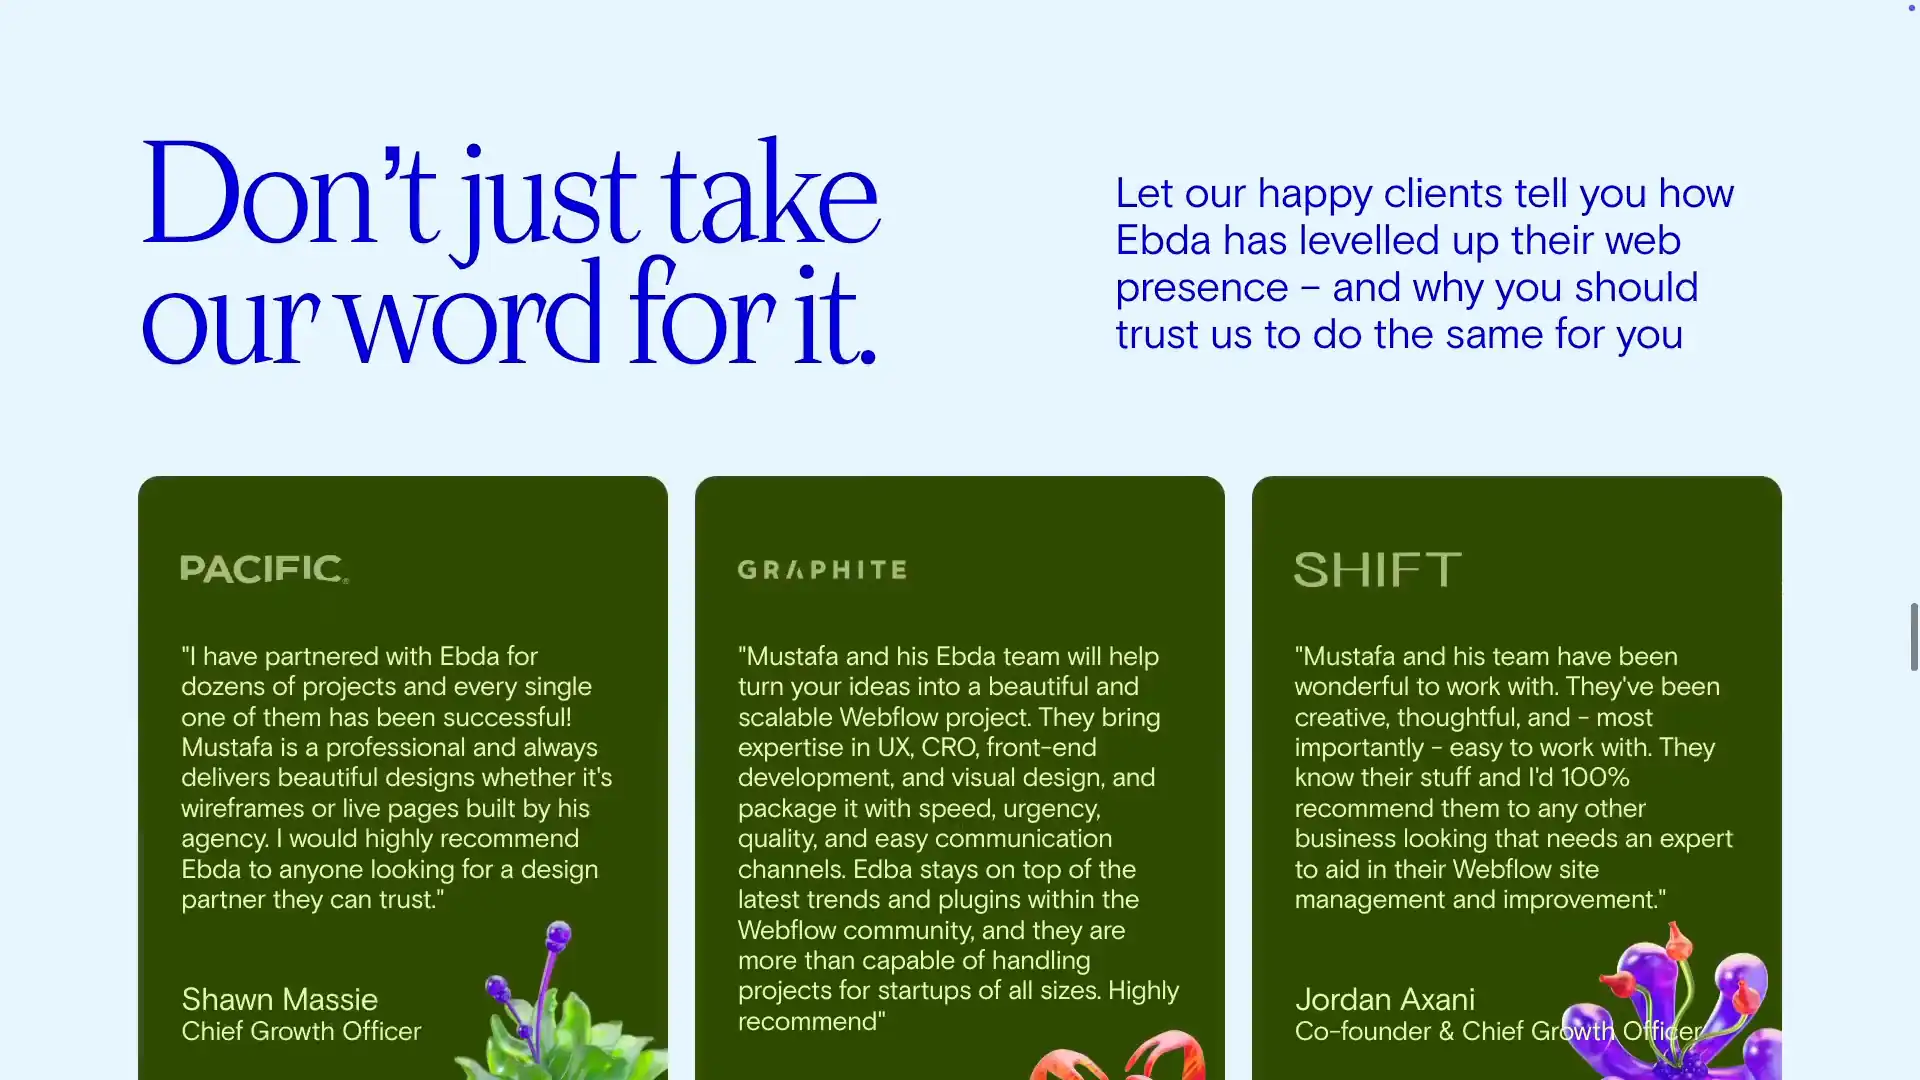 Don’t just take
our word for it.
Let our happy clients tell you how
Ebda has levelled up their web
presence – and why you should
trust us to do the same for you
PACIFIC
"I have partnered with Ebda for
dozens of projects and every single
one of them has been successful!
Mustafa is a professional and always
delivers beautiful designs whether it's
wireframes or live pages built by his
agency. I would highly recommend
Ebda to anyone looking for a design
partner they can trust."
Shawn Massie
Chief Growth Officer
GRAPHITE
"Mustafa and his Ebda team will help
turn your ideas into a beautiful and
scalable Webflow project. They bring
expertise in UX, CRO, front-end
development, and visual design, and
package it with speed, urgency,
quality, and easy communication
channels. Edba stays on top of the
latest trends and plugins within the
Webflow community, and they are
more than capable of handling
projects for startups of all sizes. Highly
recommend"
SHIFT
"Mustafa and his team have been
wonderful to work with. They've been
creative, thoughtful, and - most
importantly - easy to work with. They
know their stuff and I'd 100%
recommend them to any other
business looking that needs an expert
to aid in their Webflow site
management and improvement."
Jordan Axani
Co-founder & Chief Growth Officer